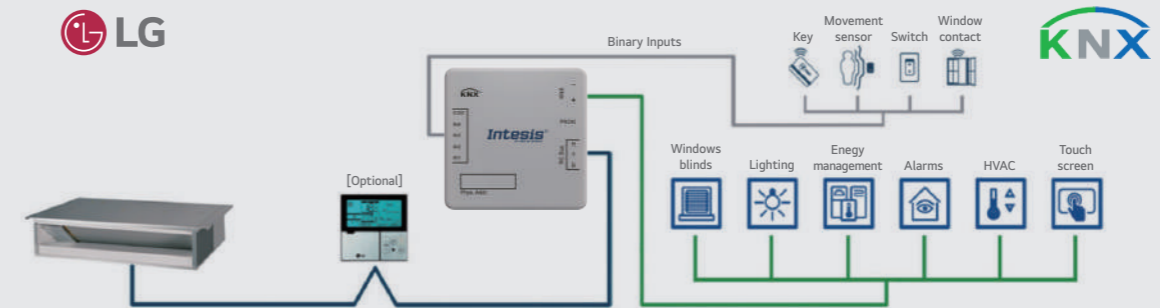 LG
Binary Inputs
Key
Movement
sensor
Switch
Window
contact
KNX
KNX
Intesis
[Optional]
Windows
blinds
Lighting
Enegy
management
Alarms
HVAC
Touch
screen